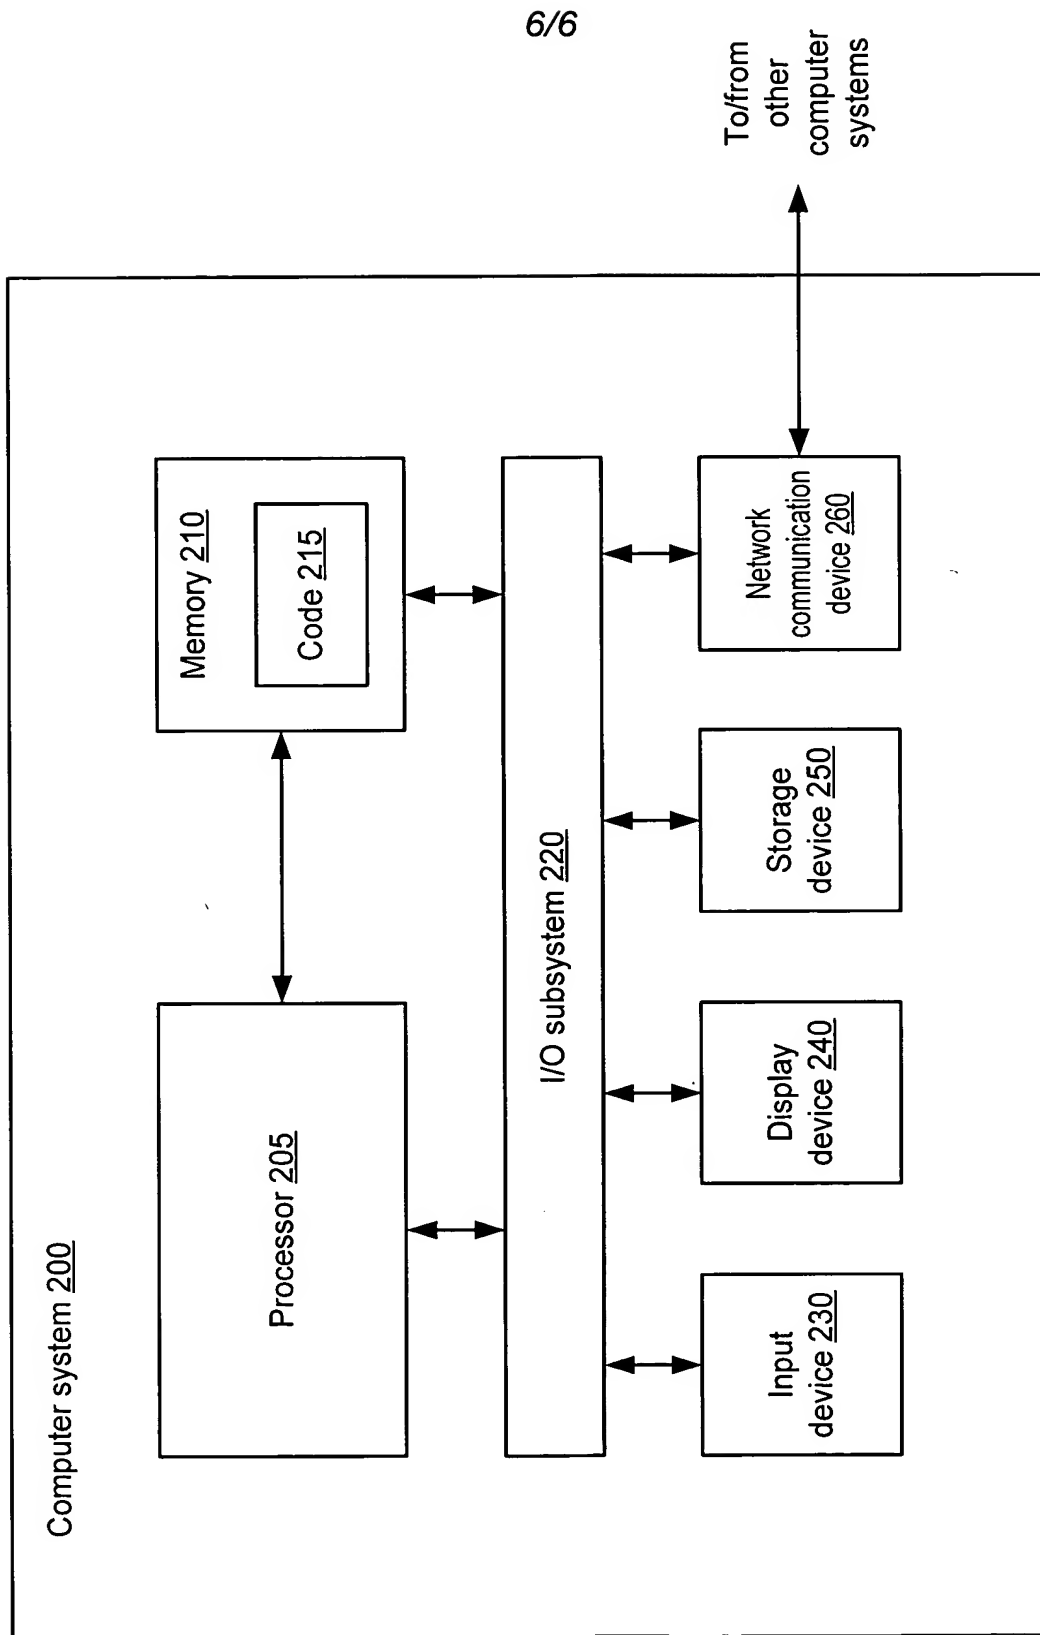 6/6
Computer system 200
Processor 205
Memory 210
Code 215
I/O subsystem 220
Input
device 230
Display
device 240
Storage
device 250
Network
communication
device 260
To/from
other
computer
systems